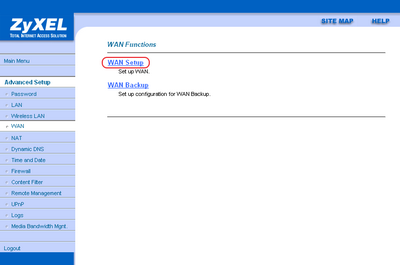 ZyXEL
TOTAL INTERNET ACCESS SOLUTION
SITE MAP
HELP
Main Menu
Advanced Setup
Password
LAN
Wireless LAN
WAN
NAT
Dynamic DNS
Time and Date
Firewall
Content Filter
Remote Management
UPnP
Logo
Media Bandwidth Mgnt.
Logout
WAN Functions
WAN Setup
Set up WAN.
WAN Backup
Set up configuration for WAN Backup.